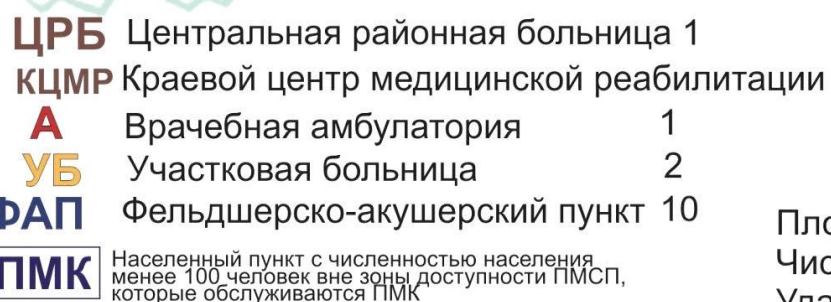 ЦРБ Центральная районная больница 1
КЦМР Краевой центр медицинской реабилитации
А Врачебная амбулатория 1
УБ Участковая больница 2
ФАП Фельдшерско-акушерский пункт 10
ПМК Населенный пункт с численностью населения
менее 100 человек вне зоны доступности ПМСП,
которые обслуживаются ПМК